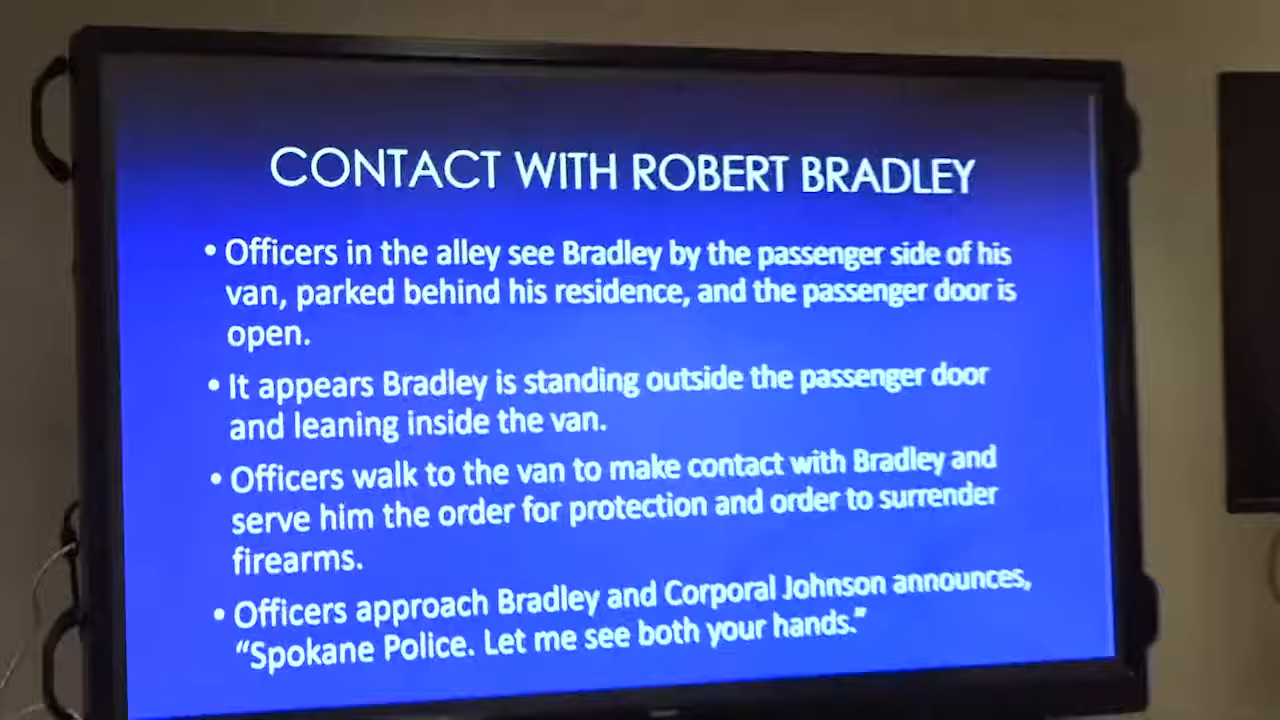 CONTACT WITH ROBERT BRADLEY
• Officers in the alley see Bradley by the passenger side of his
van, parked behind his residence, and the passenger door is
open.
• It appears Bradley is standing outside the passenger door
and leaning inside the van.
• Officers walk to the van to make contact with Bradley and
serve him the order for protection and order to surrender
firearms.
• Officers approach Bradley and Corporal Johnson announces,
“Spokane Police. Let me see both your hands.”